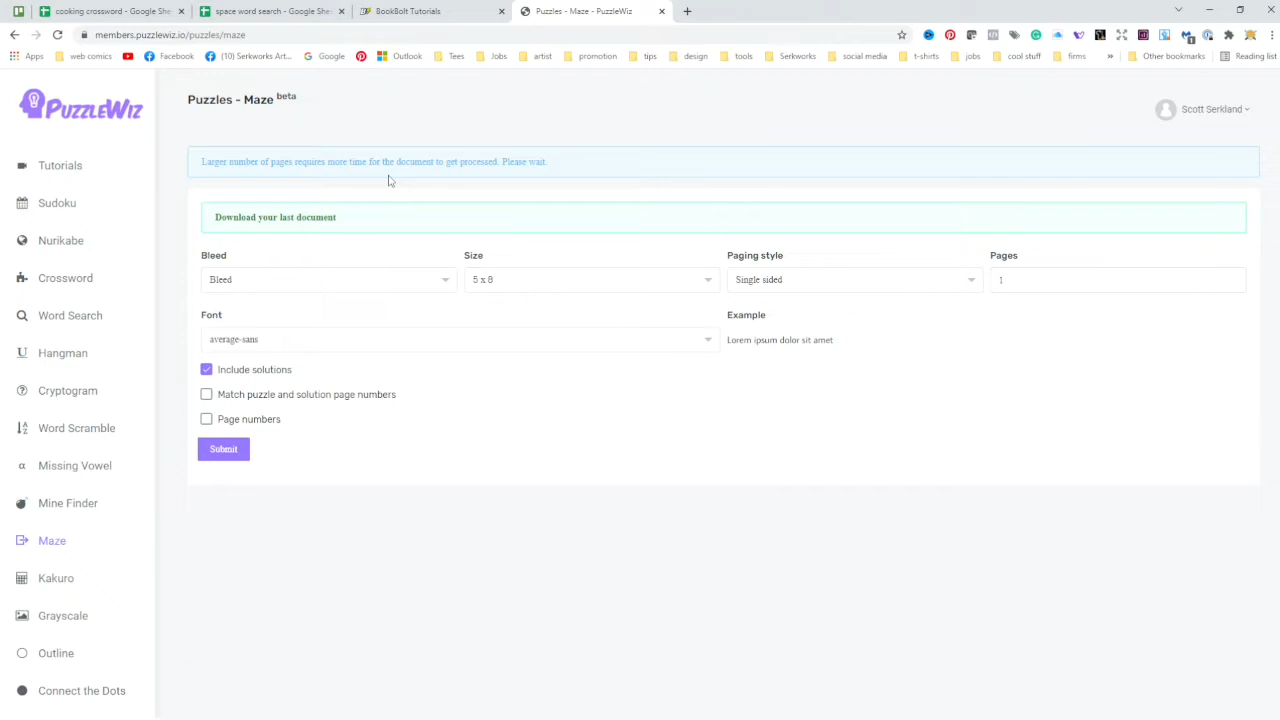 cooking crossword - Google She
space word search - Google She
BookBolt Tutorials
Puzzles - Maze - PuzzleWiz
members.puzzlewiz.io/puzzles/maze
Apps
web comics
Facebook
(10) Serkworks Art...
Google
Outlook
Tees
Jobs
artist
promotion
tips
design
tools
Serkworks
social media
t-shirts
jobs
cool stuff
firms
Other bookmarks
Reading list
PUZZLEWIZ
Puzzles - Maze beta
Scott Serkland
Larger number of pages requires more time for the document to get processed. Please wait.
Download your last document
Bleed
Size
Paging style
Pages
Bleed
5 x 8
Single sided
1
Font
Example
average-sans
Lorem ipsum dolor sit amet
Include solutions
Match puzzle and solution page numbers
Page numbers
Submit
Tutorials
Sudoku
Nurikabe
Crossword
Word Search
Hangman
Cryptogram
Word Scramble
Missing Vowel
Mine Finder
Maze
Kakuro
Grayscale
Outline
Connect the Dots